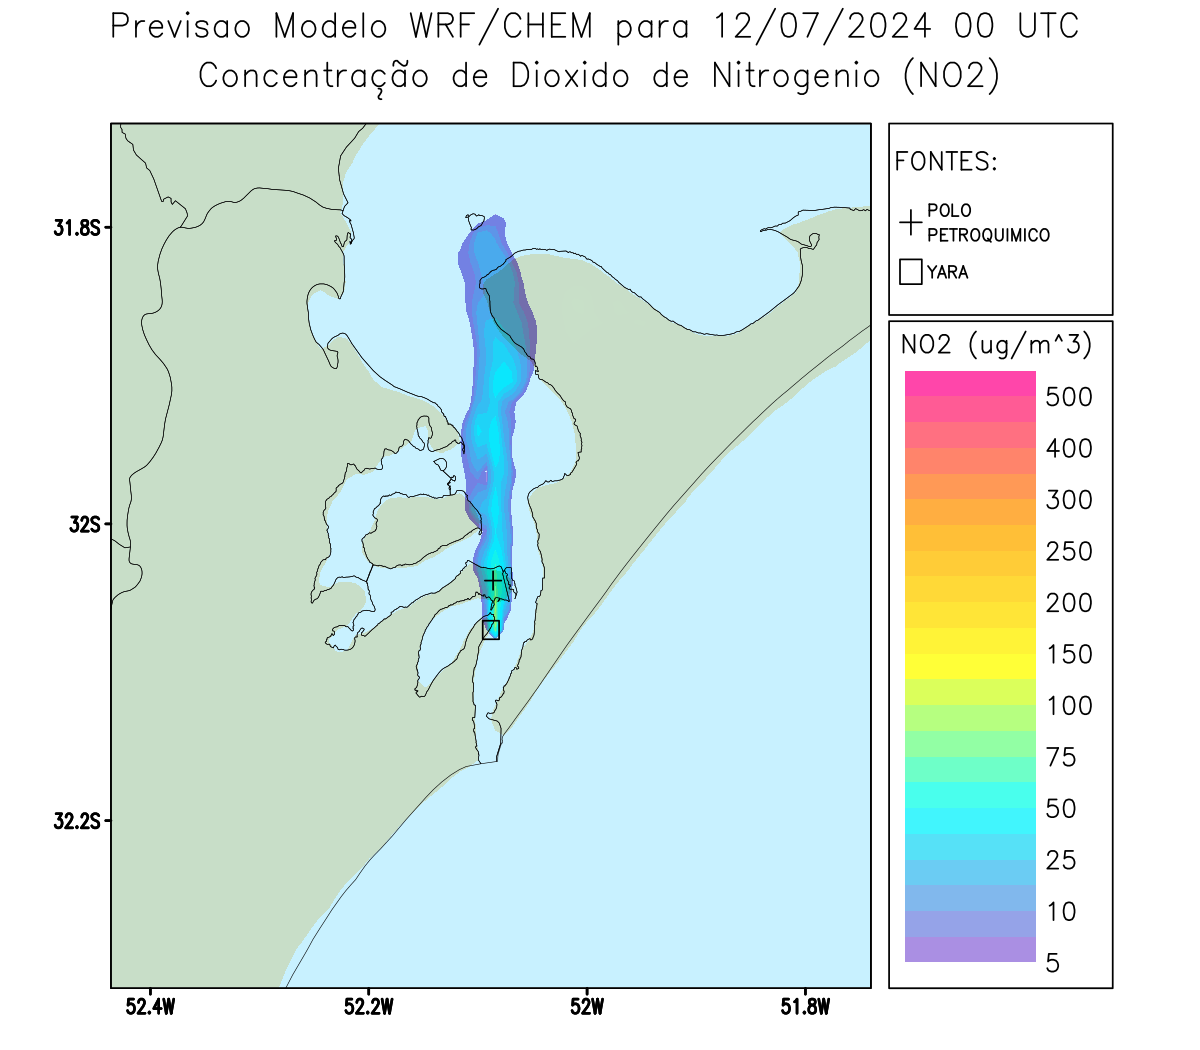 Previsao Modelo WRF/CHEM para 12/07/2024 00 UTC
Concentração de Dioxido de Nitrogenio (NO2)
FONTES:
POLO
PETROQUIMICO
YARA
NO2 (ug/m^3)
500
400
300
250
200
150
100
75
50
25
10
5
31.8S
32S
32.2S
52.4W
52.2W
52W
51.8W